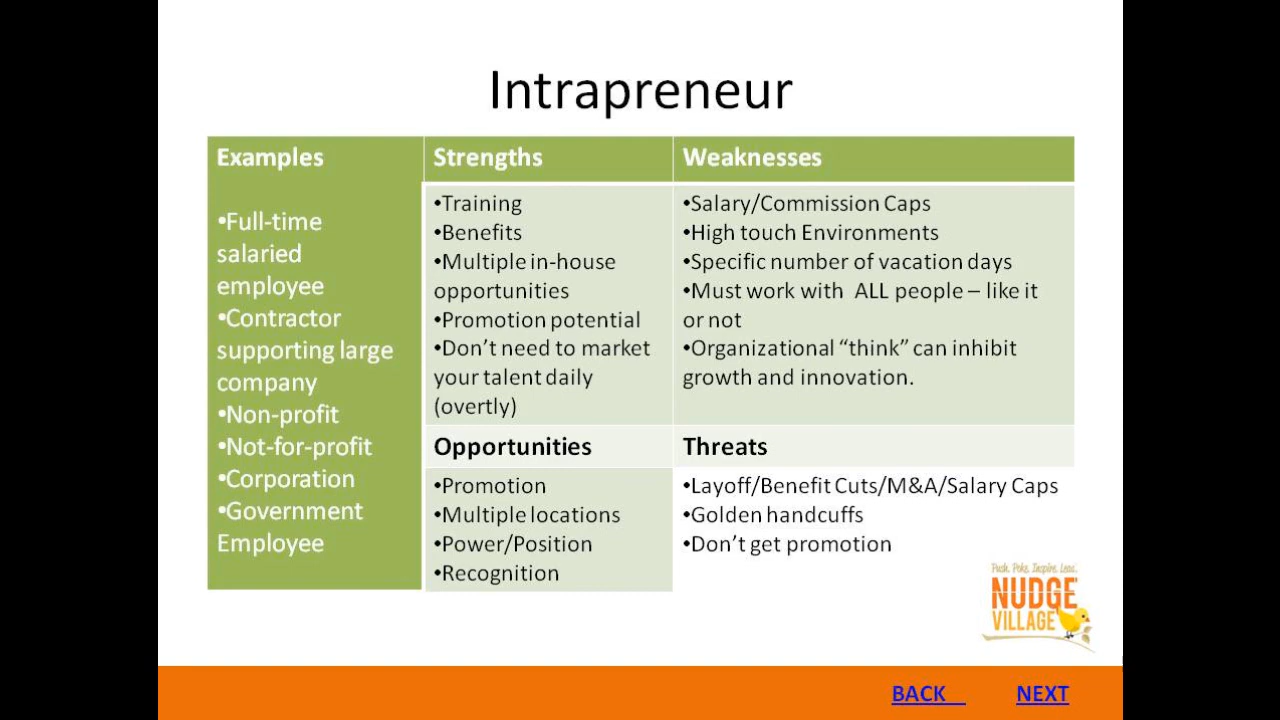 Intrapreneur
Examples
•Full-time
salaried
employee
•Contractor
supporting large
company
•Non-profit
•Not-for-profit
•Corporation
•Government
Employee
Strengths
•Training
•Benefits
•Multiple in-house
opportunities
•Promotion potential
•Don’t need to market
your talent daily
(overtly)
Weaknesses
•Salary/Commission Caps
•High touch Environments
•Specific number of vacation days
•Must work with ALL people – like it
or not
•Organizational “think” can inhibit
growth and innovation.
Opportunities
•Promotion
•Multiple locations
•Power/Position
•Recognition
Threats
•Layoff/Benefit Cuts/M&A/Salary Caps
•Golden handcuffs
•Don’t get promotion
Push. Poke. Inspire. Lead.
NUDGE
VILLAGE
BACK
NEXT